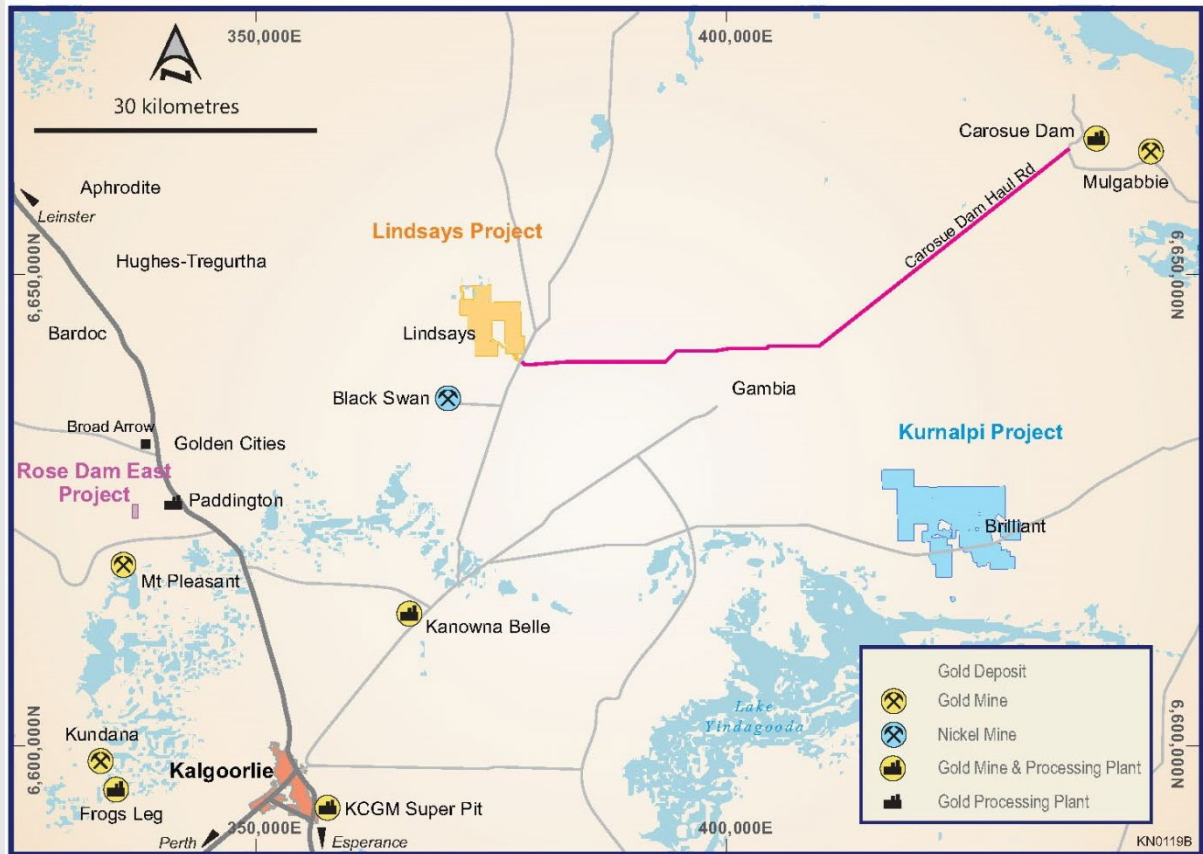 350,000E
400,000E
N
30 kilometres
Carosue Dam
Mulgabbie
Carosue Dam Haul Rd
Aphrodite
Leinster
Lindsays Project
Hughes-Tregurtha
6,650,000N
6,650,000N
Bardoc
Lindsays
Black Swan
Gambia
Broad Arrow
Golden Cities
Kurnalpi Project
Rose Dam East
Project
Paddington
Brilliant
Mt Pleasant
Kanowna Belle
Gold Deposit
Gold Mine
Nickel Mine
Gold Mine & Processing Plant
Gold Processing Plant
Lake
Yindagooda
6,600,000N
6,600,000N
Kundana
Kalgoorlie
Frogs Leg
KCGM Super Pit
350,000E
400,000E
Perth
Esperance
KN0119B